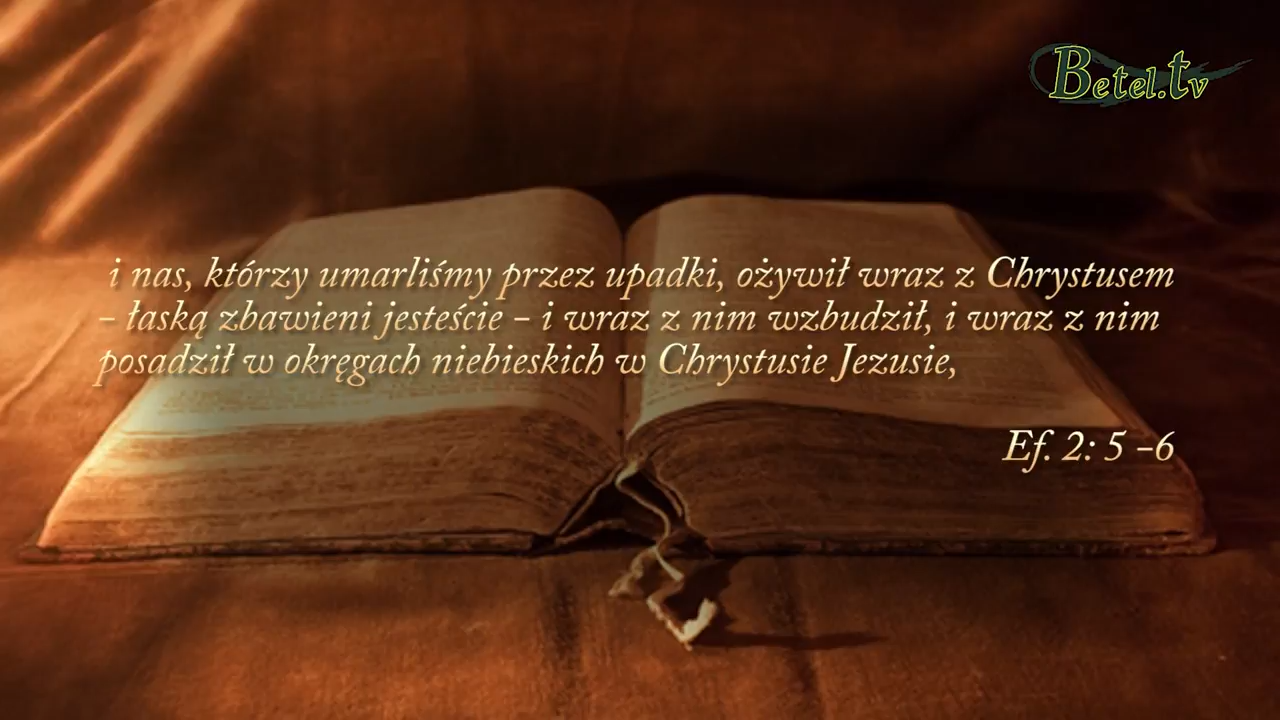 Betel.tv
i nas, którzy umarliśmy przez upadki, ożywił wraz z Chrystusem
– łaską zbawieni jesteście – i wraz z nim wzbudził, i wraz z nim
posadził w okręgach niebieskich w Chrystusie Jezusie,
Ef. 2: 5 -6